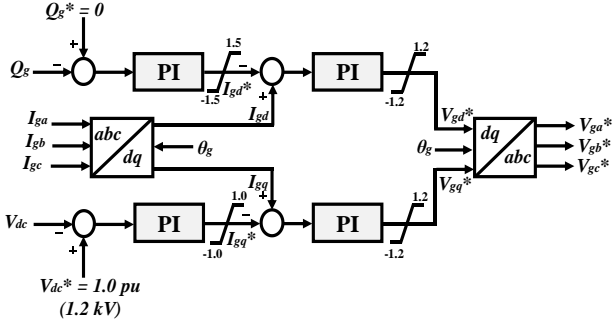 Qg* = 0
+
Qg
−
PI
1.5
-1.5
Igd*
−
+
PI
1.2
-1.2
Iga
Igb
Igc
abc
dq
Igd
θg
Igq
Vgd*
θg
Vgq*
dq
abc
Vga*
Vgb*
Vgc*
Vdc
−
+
PI
1.0
-1.0
Igq*
−
+
PI
1.2
-1.2
Vdc* = 1.0 pu
(1.2 kV)